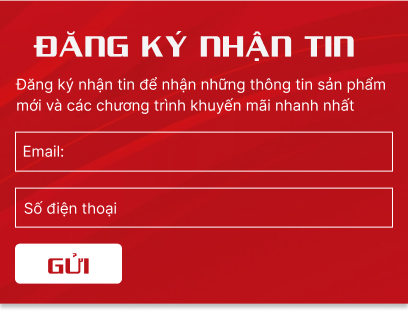 ĐĂNG KÝ NHẬN TIN
Đăng ký nhận tin để nhận những thông tin sản phẩm
mới và các chương trình khuyến mãi nhanh nhất
Email:
Số điện thoại
GỬI